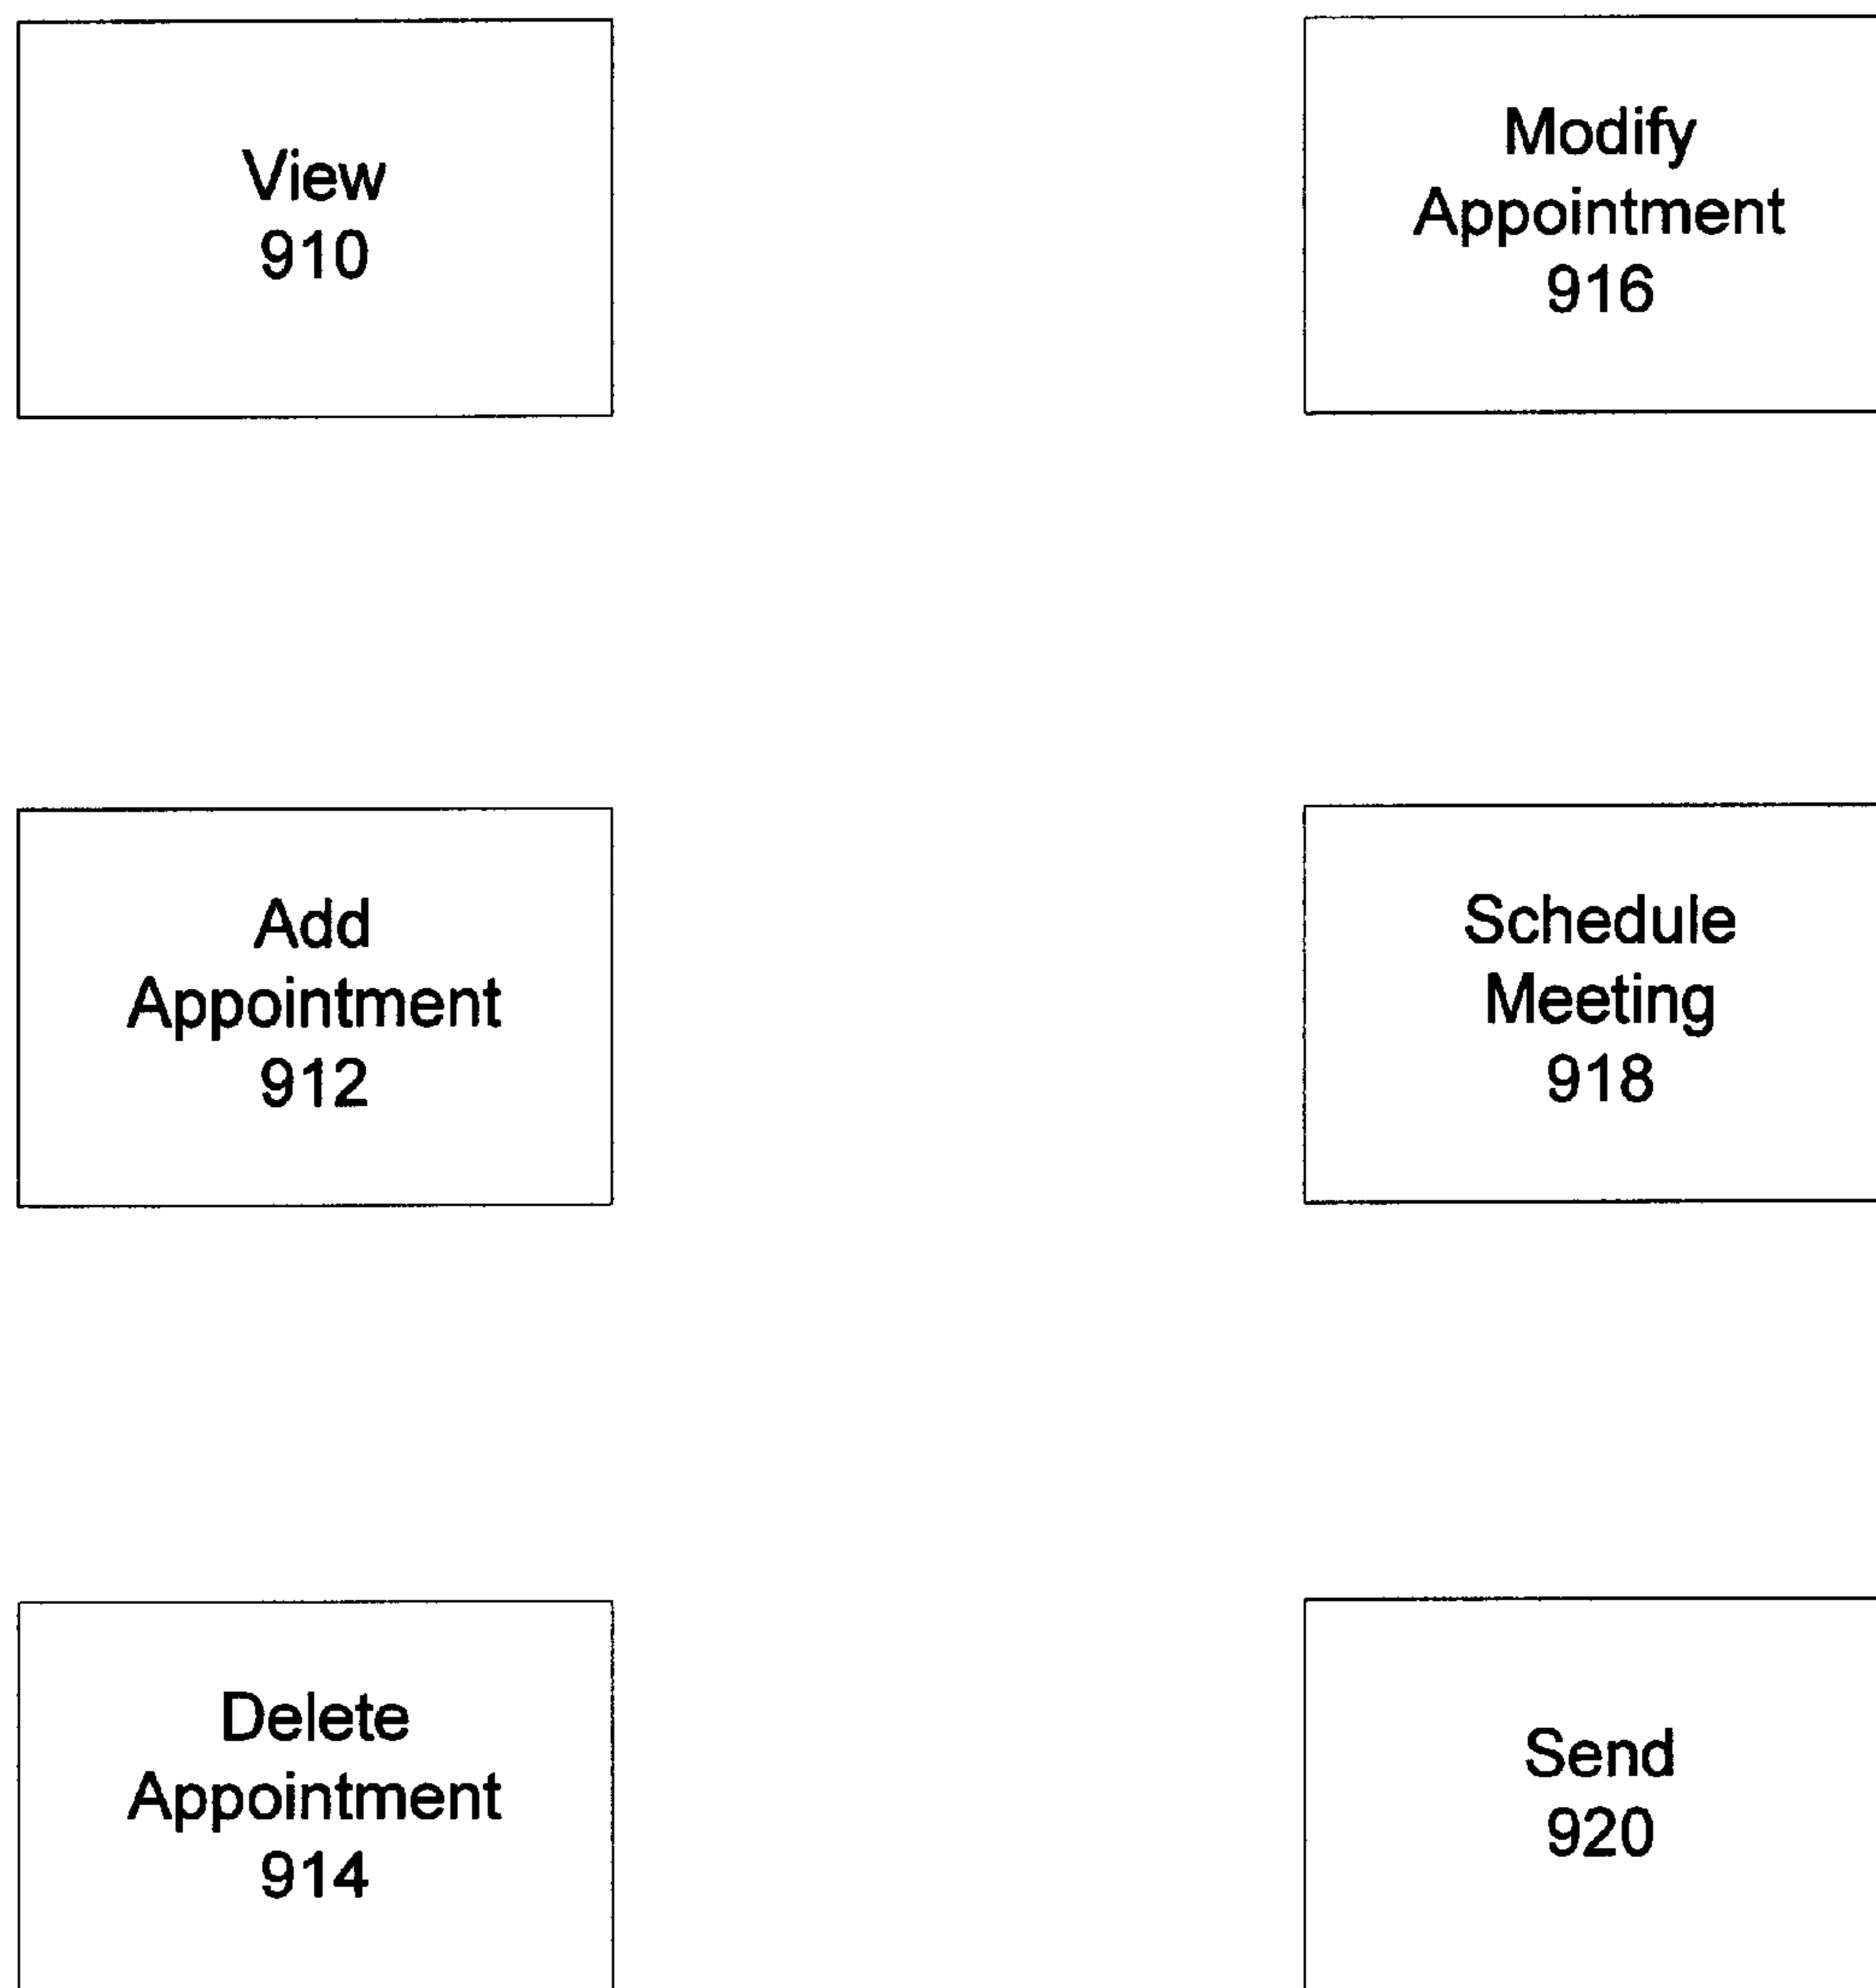 View
910
Modify
Appointment
916
Add
Appointment
912
Schedule
Meeting
918
Delete
Appointment
914
Send
920